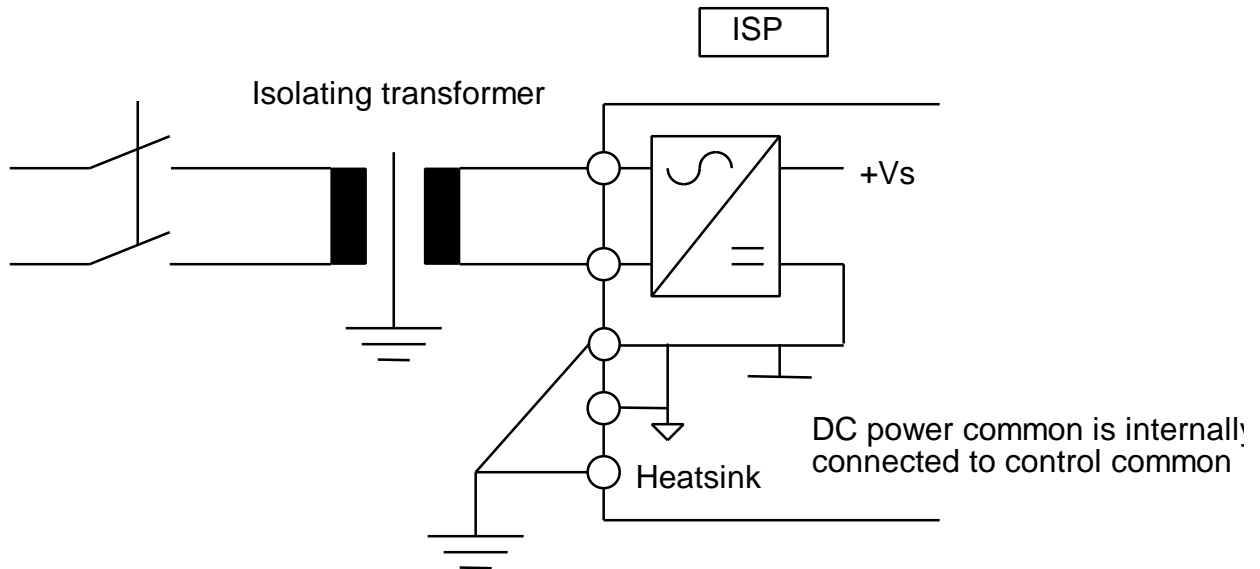 ISP
Isolating transformer
+Vs
DC power common is internally
connected to control common
Heatsink